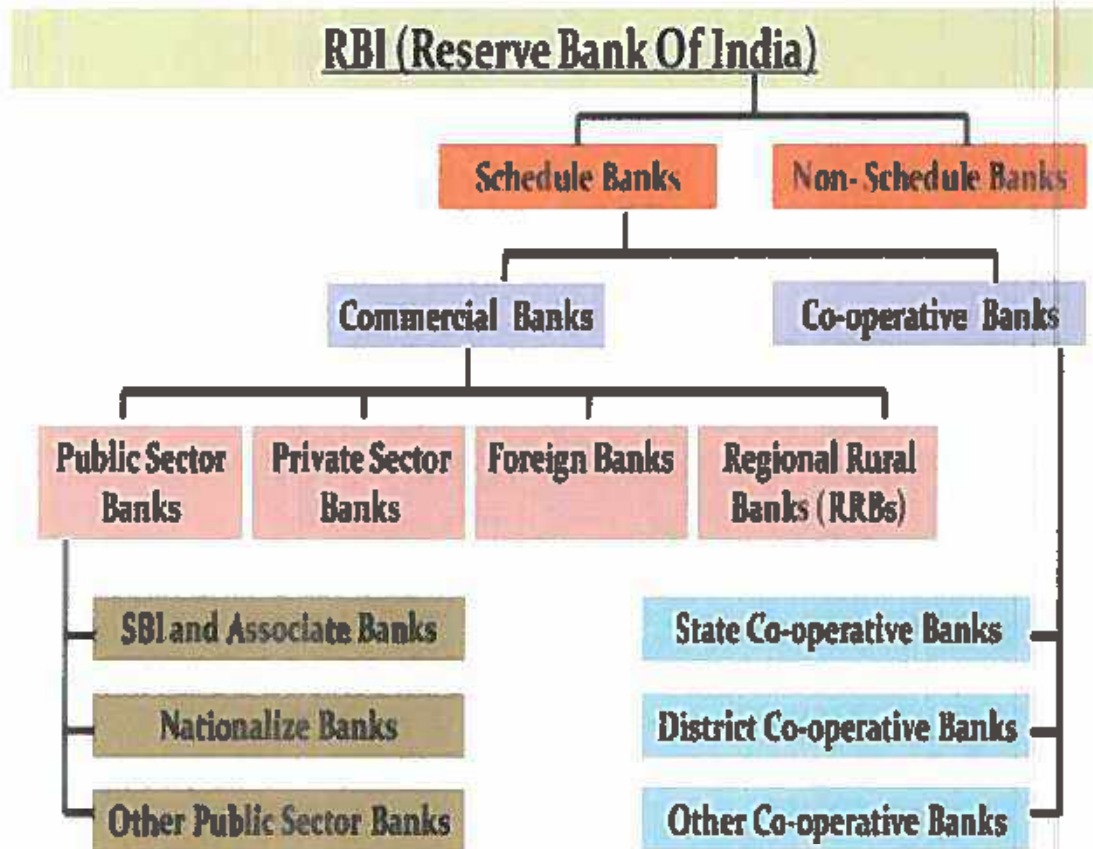 RBI (Reserve Bank Of India)
Schedule Banks
Non- Schedule Banks
Commercial Banks
Co-operative Banks
Public Sector
Banks
Private Sector
Banks
Foreign Banks
Regional Rural
Banks (RRBs)
SBI and Associate Banks
State Co-operative Banks
Nationalize Banks
District Co-operative Banks
Other Public Sector Banks
Other Co-operative Banks